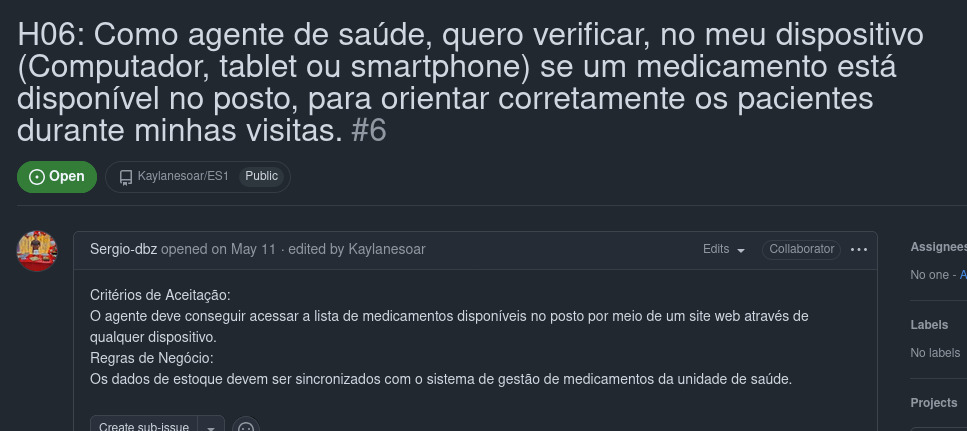 H06: Como agente de saúde, quero verificar, no meu dispositivo
(Computador, tablet ou smartphone) se um medicamento está
disponível no posto, para orientar corretamente os pacientes
durante minhas visitas. #6
Open
Kaylanesoar/ES1
Public
Sergio-dbz opened on May 11 · edited by Kaylanesoar
Edits
Collaborator
Critérios de Aceitação:
O agente deve conseguir acessar a lista de medicamentos disponíveis no posto por meio de um site web através de
qualquer dispositivo.
Regras de Negócio:
Os dados de estoque devem ser sincronizados com o sistema de gestão de medicamentos da unidade de saúde.
Create sub-issue
Assignees
No one - A
Labels
No labels
Projects